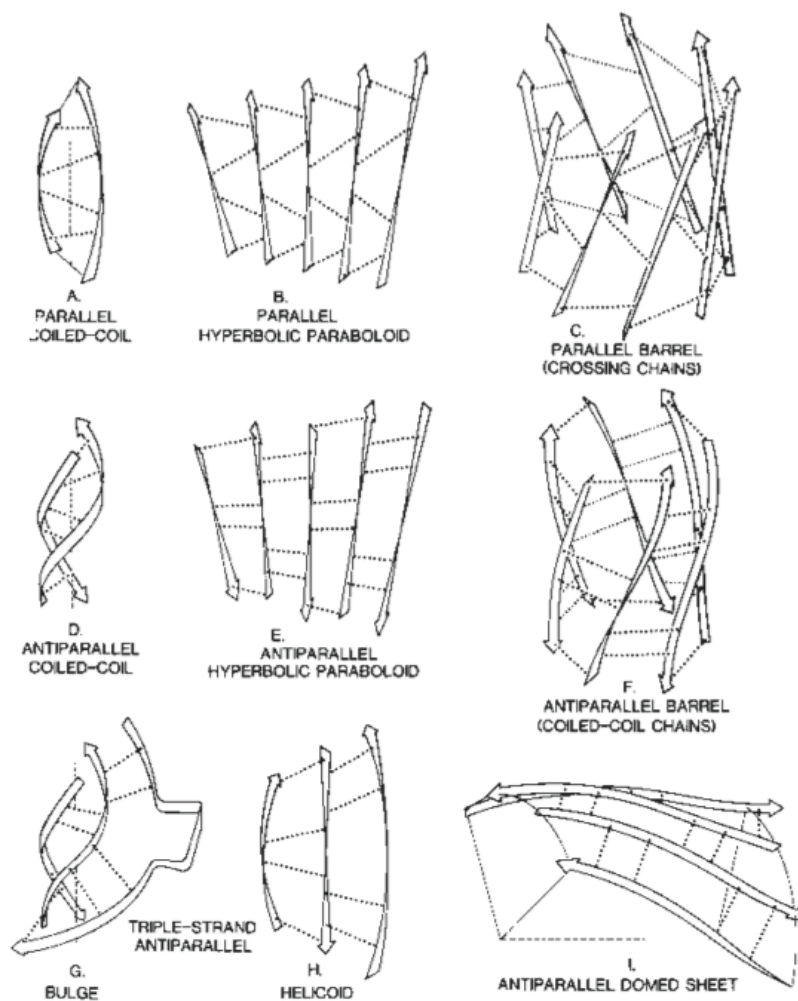 A.
PARALLEL
COILED-COIL
B.
PARALLEL
HYPERBOLIC PARABOLOID
C.
PARALLEL BARREL
(CROSSING CHAINS)
D.
ANTIPARALLEL
COILED-COIL
E.
ANTIPARALLEL
HYPERBOLIC PARABOLOID
F.
ANTIPARALLEL BARREL
(COILED-COIL CHAINS)
G.
BULGE
TRIPLE-STRAND
ANTIPARALLEL
H.
HELICOID
I.
ANTIPARALLEL DOMED SHEET